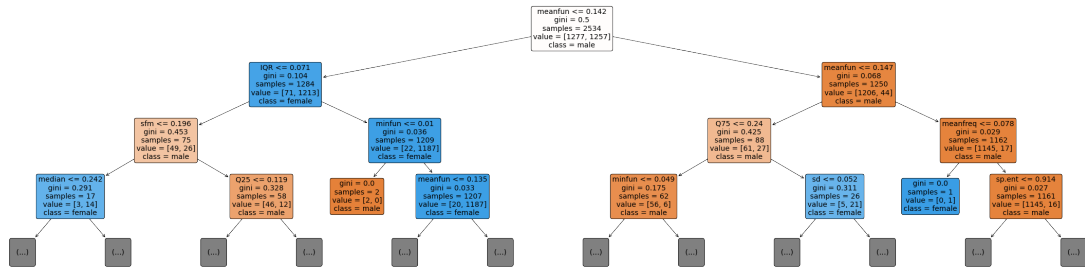 meanfun <= 0.142
gini = 0.5
samples = 2534
value = [1277, 1257]
class = male
IQR <= 0.071
gini = 0.104
samples = 1284
value = [71, 1213]
class = female
meanfun <= 0.147
gini = 0.068
samples = 1250
value = [1206, 44]
class = male
sfm <= 0.196
gini = 0.453
samples = 75
value = [49, 26]
class = male
minfun <= 0.01
gini = 0.036
samples = 1209
value = [22, 1187]
class = female
Q75 <= 0.24
gini = 0.425
samples = 88
value = [61, 27]
class = male
meanfreq <= 0.078
gini = 0.029
samples = 1162
value = [1145, 17]
class = male
median <= 0.242
gini = 0.291
samples = 17
value = [3, 14]
class = female
Q25 <= 0.119
gini = 0.328
samples = 58
value = [46, 12]
class = male
gini = 0.0
samples = 2
value = [2, 0]
class = male
meanfun <= 0.135
gini = 0.033
samples = 1207
value = [20, 1187]
class = female
minfun <= 0.049
gini = 0.175
samples = 62
value = [56, 6]
class = male
sd <= 0.052
gini = 0.311
samples = 26
value = [5, 21]
class = female
gini = 0.0
samples = 1
value = [0, 1]
class = female
sp.ent <= 0.914
gini = 0.027
samples = 1161
value = [1145, 16]
class = male
(...)
(...)
(...)
(...)
(...)
(...)
(...)
(...)
(...)
(...)
(...)
(...)